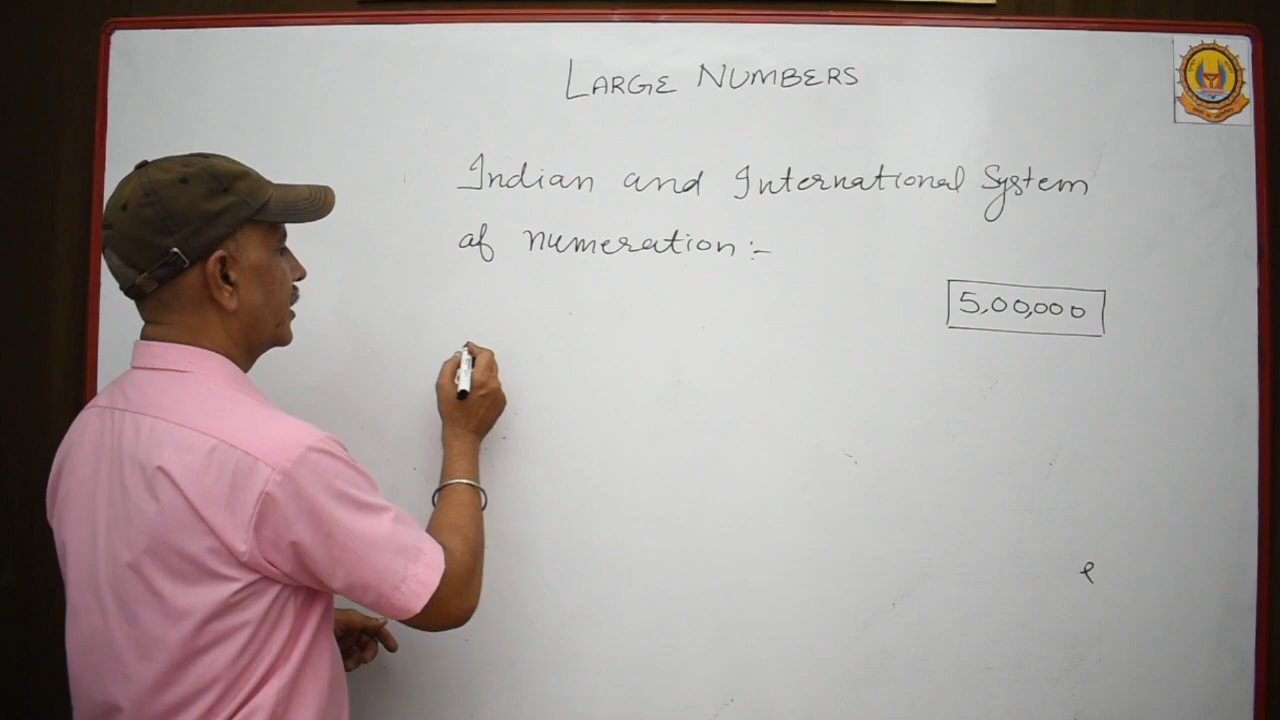 LARGE NUMBERS
Indian and International System
of numeration :-
5,00,000
e